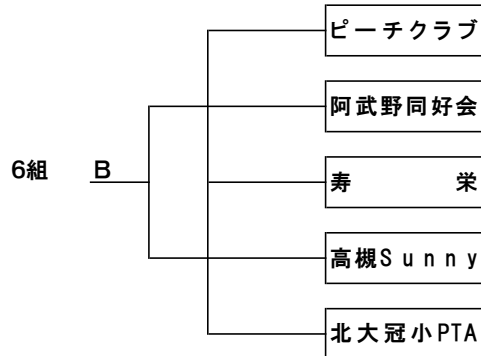 ピーチクラブ
阿武野同好会
6組 B
寿 栄
高槻Sunny
北大冠小PTA